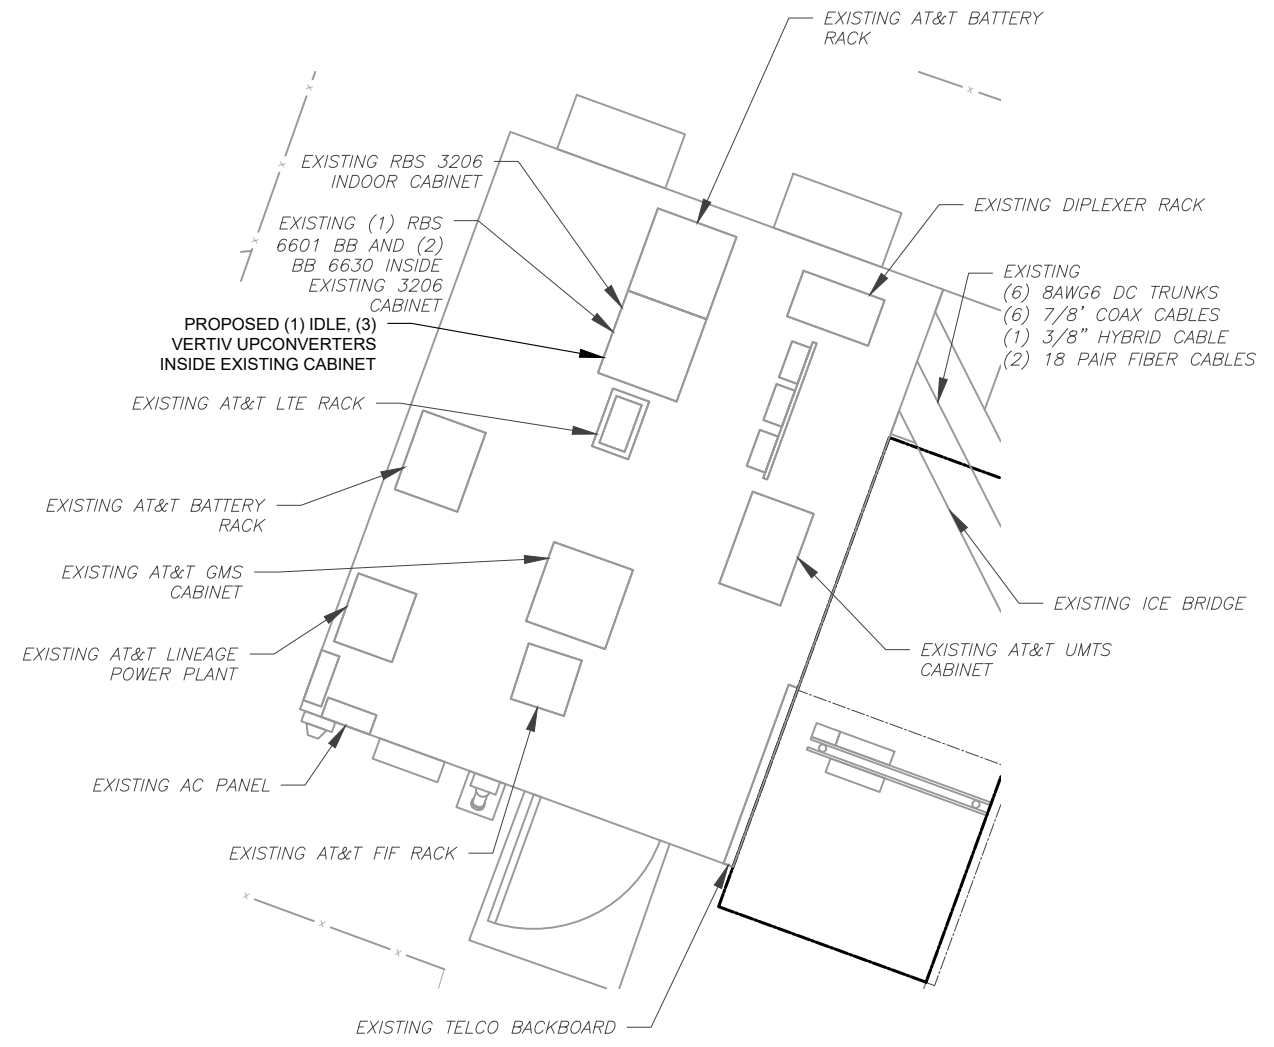 EXISTING AT&T BATTERY
RACK
EXISTING RBS 3206
INDOOR CABINET
EXISTING (1) RBS
6601 BB AND (2)
BB 6630 INSIDE
EXISTING 3206
CABINET
PROPOSED (1) IDLE, (3)
VERTIV UPCONVERTERS
INSIDE EXISTING CABINET
EXISTING AT&T LTE RACK
EXISTING AT&T BATTERY
RACK
EXISTING AT&T GMS
CABINET
EXISTING AT&T LINEAGE
POWER PLANT
EXISTING AC PANEL
EXISTING AT&T FIF RACK
EXISTING TELCO BACKBOARD
EXISTING DIPLEXER RACK
EXISTING
(6) 8AWG6 DC TRUNKS
(6) 7/8' COAX CABLES
(1) 3/8" HYBRID CABLE
(2) 18 PAIR FIBER CABLES
EXISTING ICE BRIDGE
EXISTING AT&T UMTS
CABINET